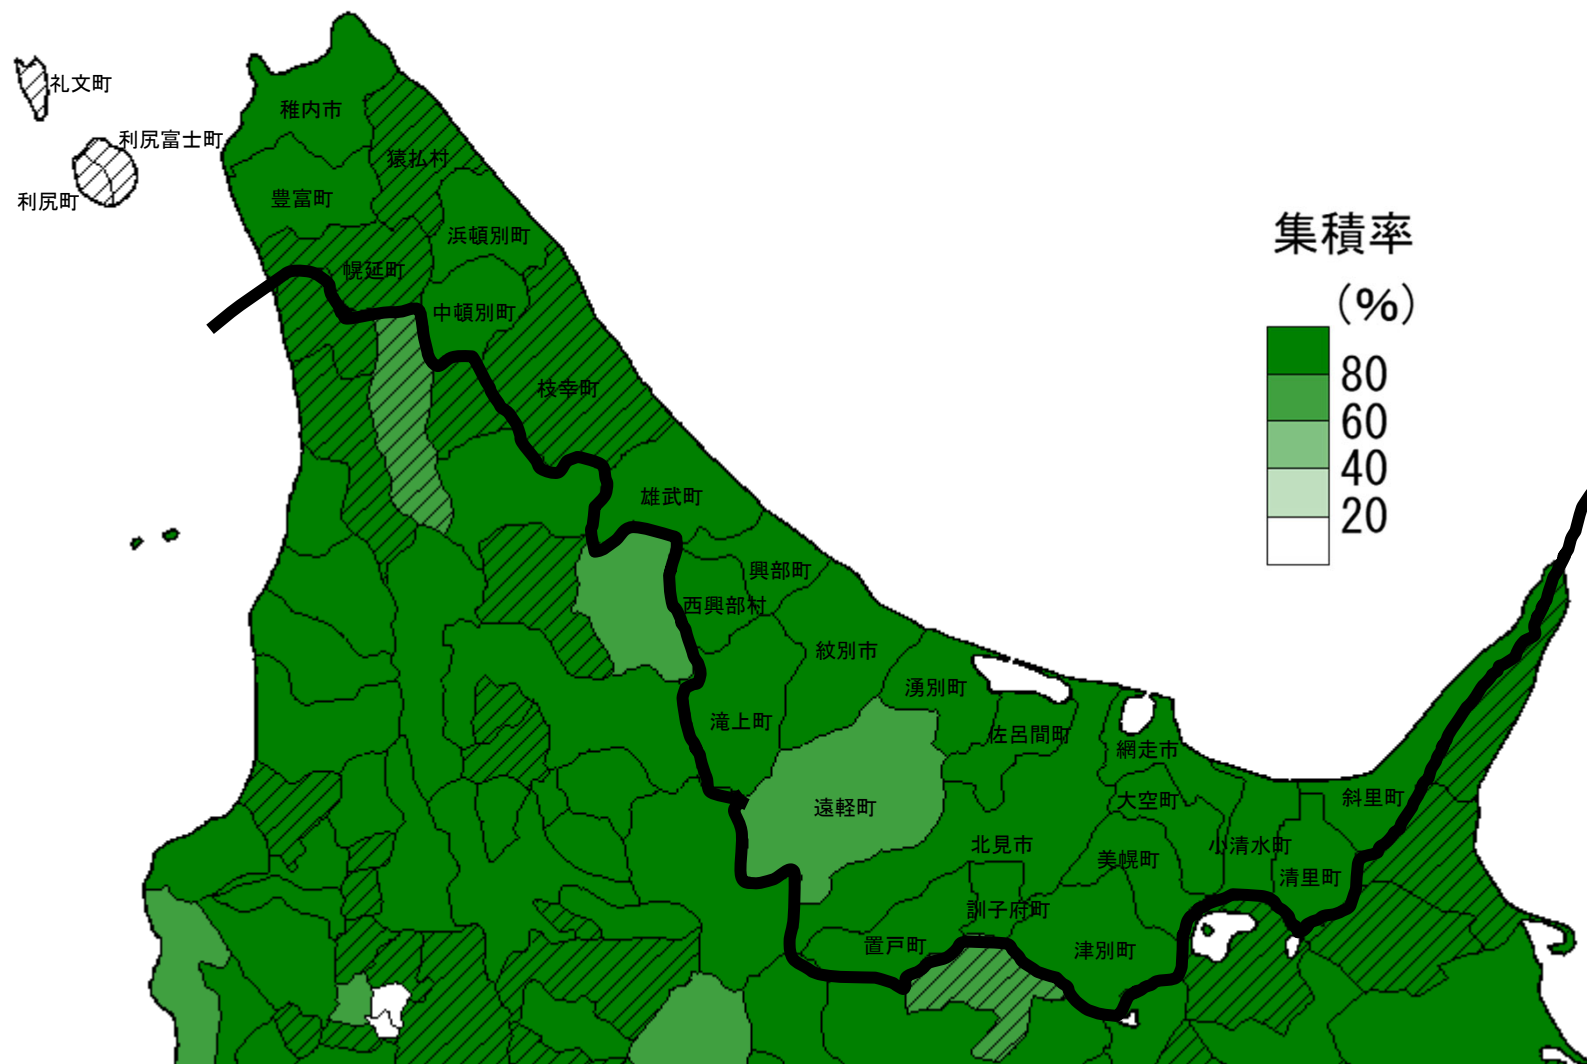 礼文町
稚内市
利尻富士町
猿払村
利尻町
豊富町
浜頓別町
幌延町
中頓別町
枝幸町
雄武町
興部町
西興部村
紋別市
湧別町
滝上町
佐呂間町
網走市
遠軽町
大空町
斜里町
北見市
美幌町
小清水町
清里町
訓子府町
置戸町
津別町
集積率
(%)
80
60
40
20